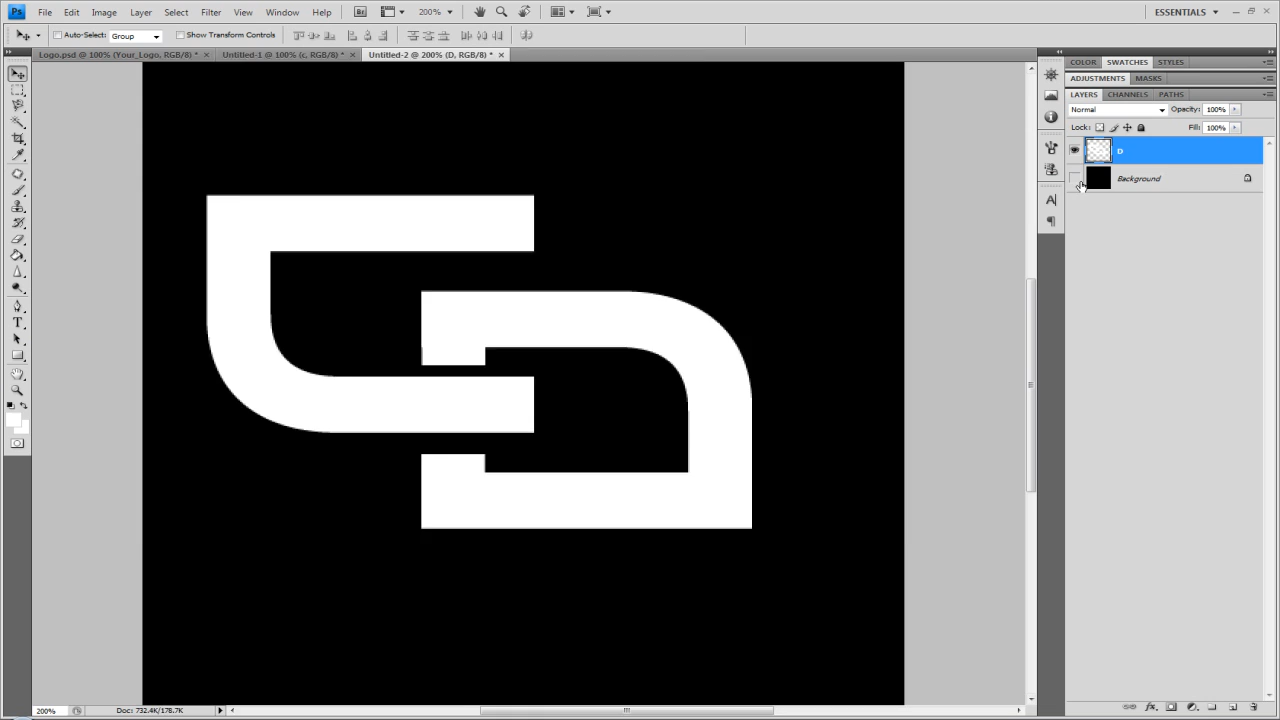 Ps File Edit Image Layer Select Filter View Window Help Br 200% ESSENTIALS
Auto-Select: Group Show Transform Controls
Logo.psd @ 100% (Your_Logo, RGB/8) * × Untitled-1 @ 100% (c, RGB/8) * × Untitled-2 @ 200% (D, RGB/8) * ×
COLOR SWATCHES STYLES
ADJUSTMENTS MASKS
LAYERS CHANNELS PATHS
Normal Opacity: 100%
Lock: Fill: 100%
D
Background
200% Doc: 732.4K/178.7K